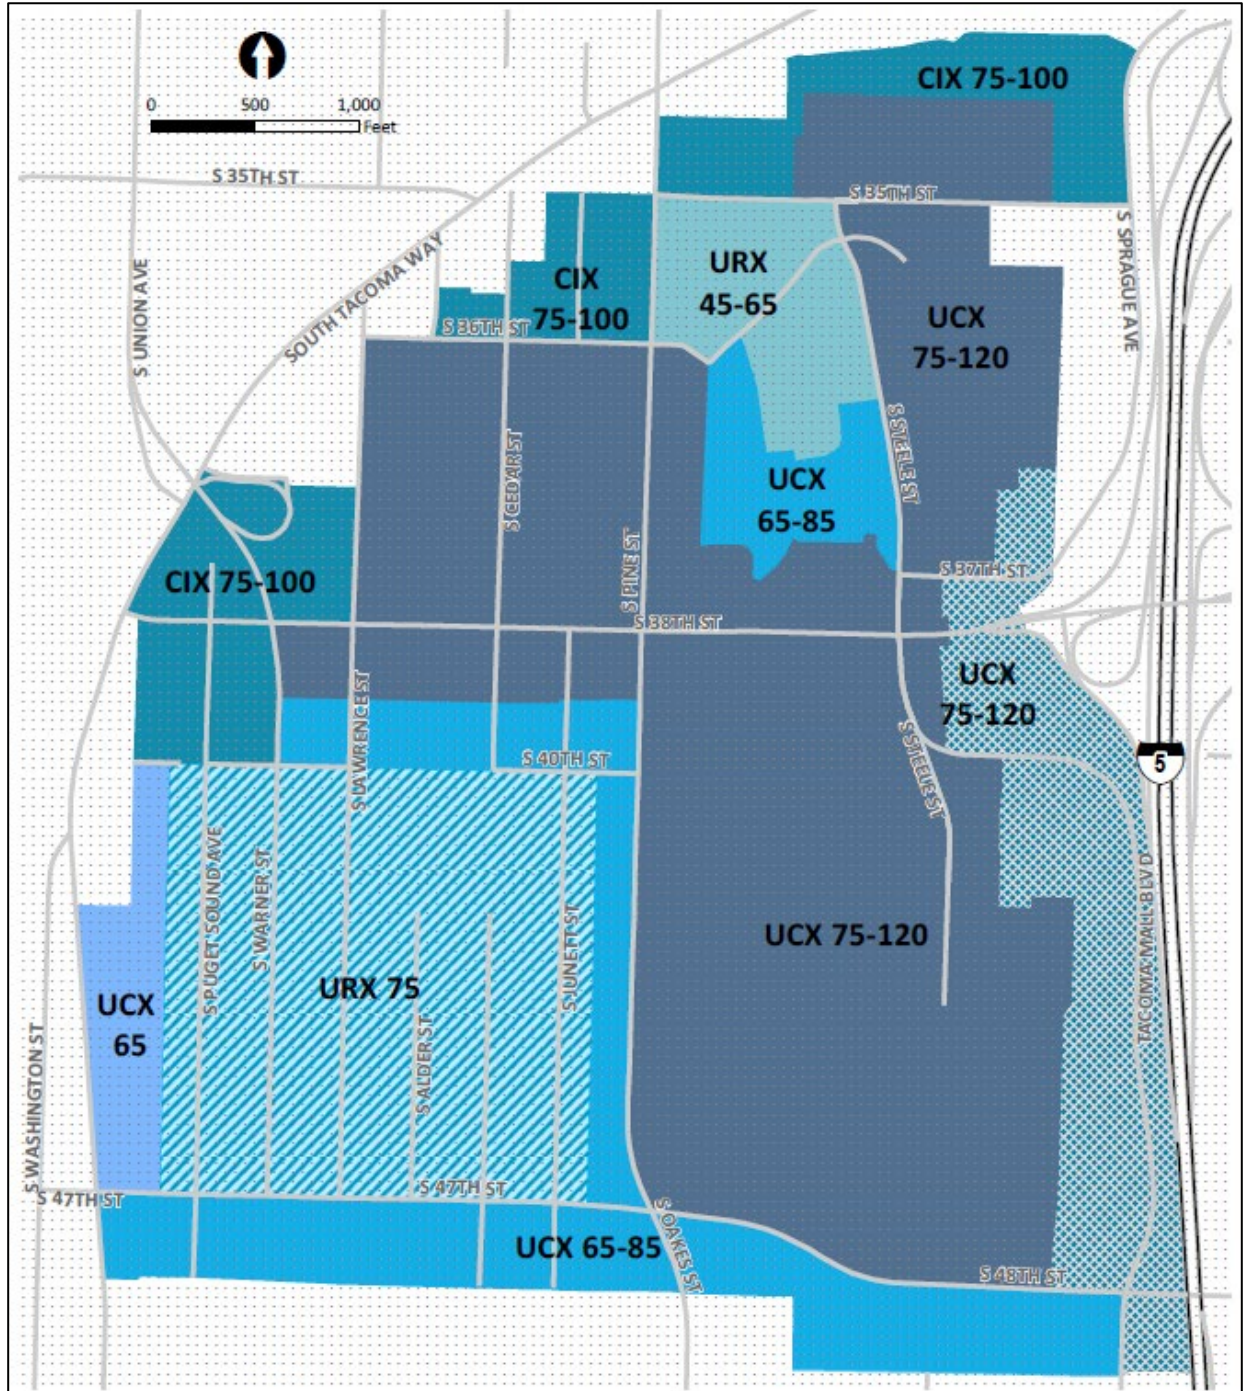 CIX 75-100
0 500 1,000
Feet
S 35TH ST
S 35TH ST
S SPRAGUE AVE
S UNION AVE
SOUTH TACOMA WAY
CIX
75-100
URX
45-65
UCX
75-120
S 36TH ST
S CEDAR ST
S STEELE ST
UCX
65-85
S PINE ST
CIX 75-100
S 37TH ST
S 38TH ST
UCX
75-120
S LAWRENCE ST
S 40TH ST
S STEELE ST
5
S PUGET SOUND AVE
S WARNER ST
S JUNETT ST
TACOMA MALL BLVD
UCX 75-120
URX 75
UCX
65
S ALDER ST
S WASHINGTON ST
S 47TH ST
S 47TH ST
UCX 65-85
S OAKES ST
S 48TH ST